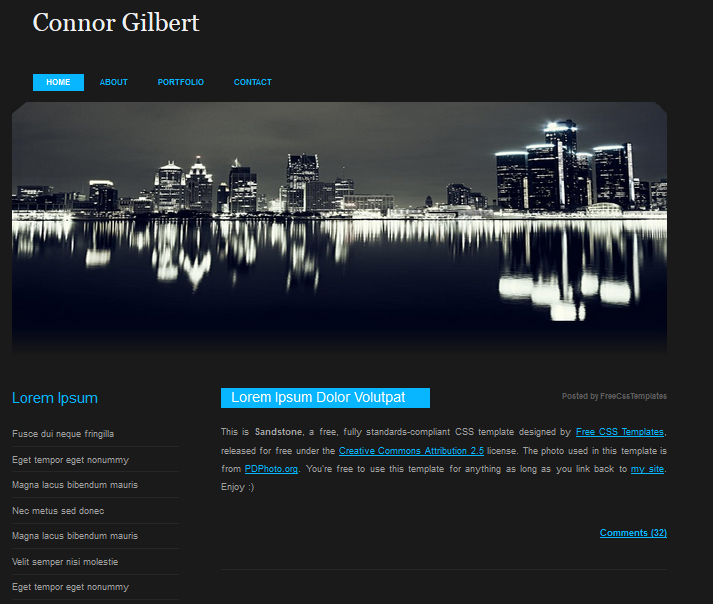 Connor Gilbert
HOME ABOUT PORTFOLIO CONTACT
Lorem Ipsum
Fusce dui neque fringilla
Eget tempor eget nonummy
Magna lacus bibendum mauris
Nec metus sed donec
Magna lacus bibendum mauris
Velit semper nisi molestie
Eget tempor eget nonummy
Lorem Ipsum Dolor Volutpat
Posted by FreeCssTemplates
This is Sandstone, a free, fully standards-compliant CSS template designed by Free CSS Templates,
released for free under the Creative Commons Attribution 2.5 license. The photo used in this template is
from PDPhoto.org. You're free to use this template for anything as long as you link back to my site.
Enjoy :)
Comments (32)